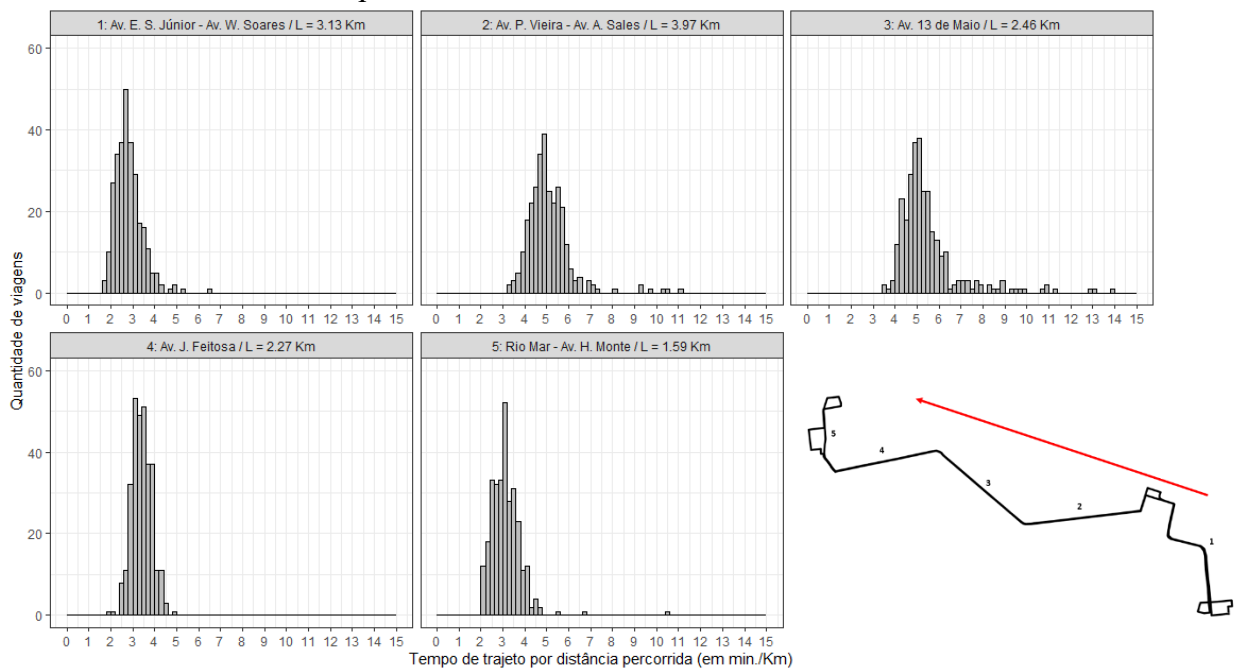 1: Av. E. S. Júnior - Av. W. Soares / L = 3.13 Km
2: Av. P. Vieira - Av. A. Sales / L = 3.97 Km
3: Av. 13 de Maio / L = 2.46 Km
60
40
20
0
0 1 2 3 4 5 6 7 8 9 10 11 12 13 14 15
0 1 2 3 4 5 6 7 8 9 10 11 12 13 14 15
0 1 2 3 4 5 6 7 8 9 10 11 12 13 14 15
Quantidade de viagens
4: Av. J. Feitosa / L = 2.27 Km
5: Rio Mar - Av. H. Monte / L = 1.59 Km
60
40
20
0
0 1 2 3 4 5 6 7 8 9 10 11 12 13 14 15
0 1 2 3 4 5 6 7 8 9 10 11 12 13 14 15
Tempo de trajeto por distância percorrida (em min./Km)
5
4
3
2
1